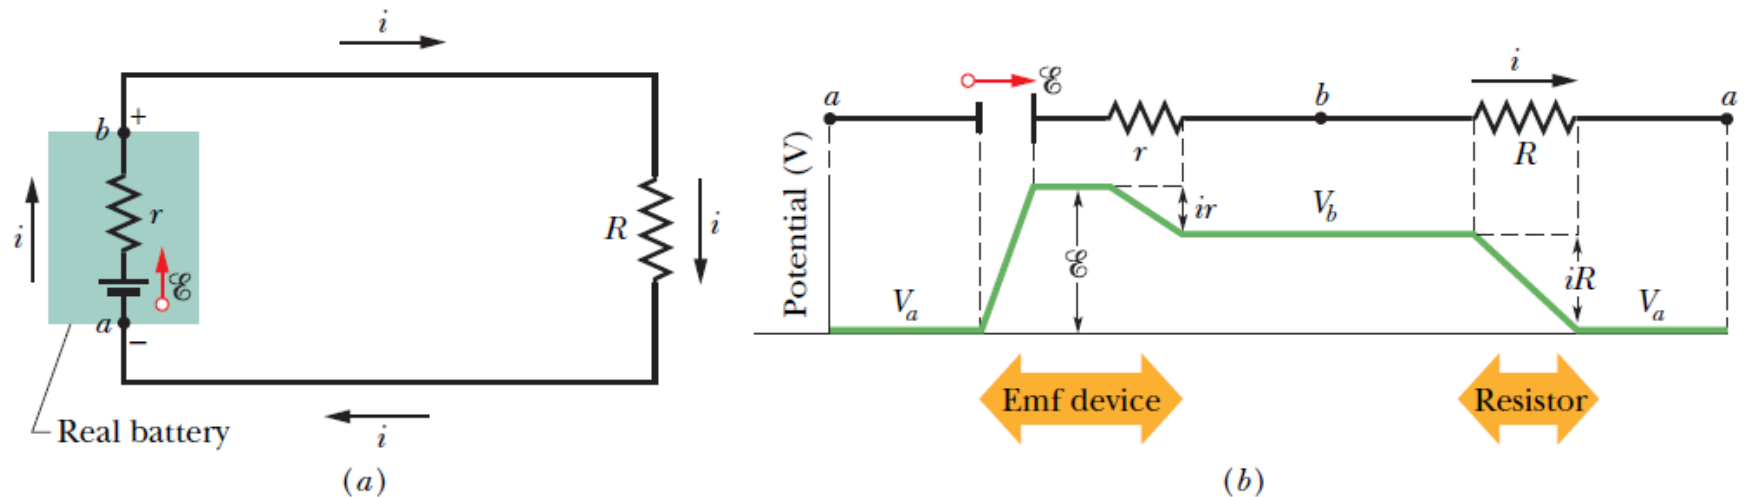 i
b
+
r
i
ℰ
a
−
R
i
i
Real battery
(a)
ℰ
i
a
b
a
r
R
Potential (V)
ir
V_b
ℰ
iR
V_a
V_a
Emf device
Resistor
(b)